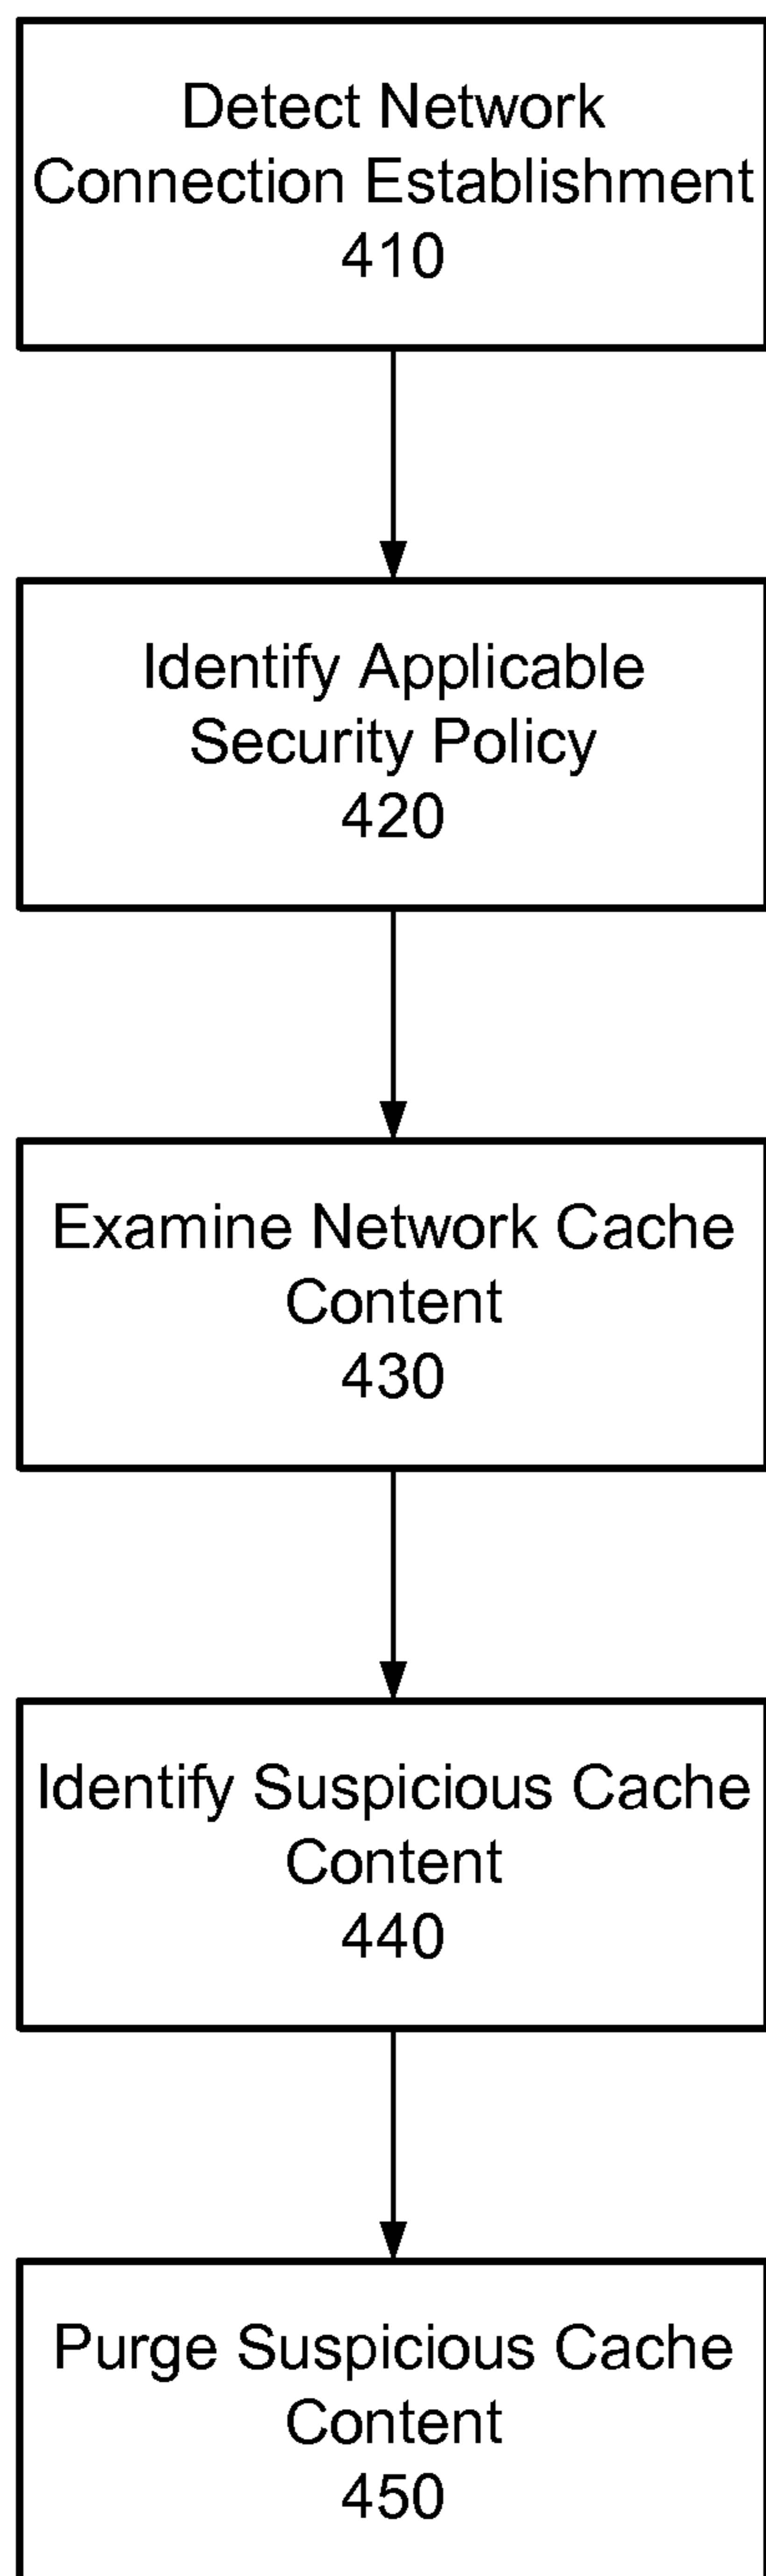 Detect Network
Connection Establishment
410
Identify Applicable
Security Policy
420
Examine Network Cache
Content
430
Identify Suspicious Cache
Content
440
Purge Suspicious Cache
Content
450